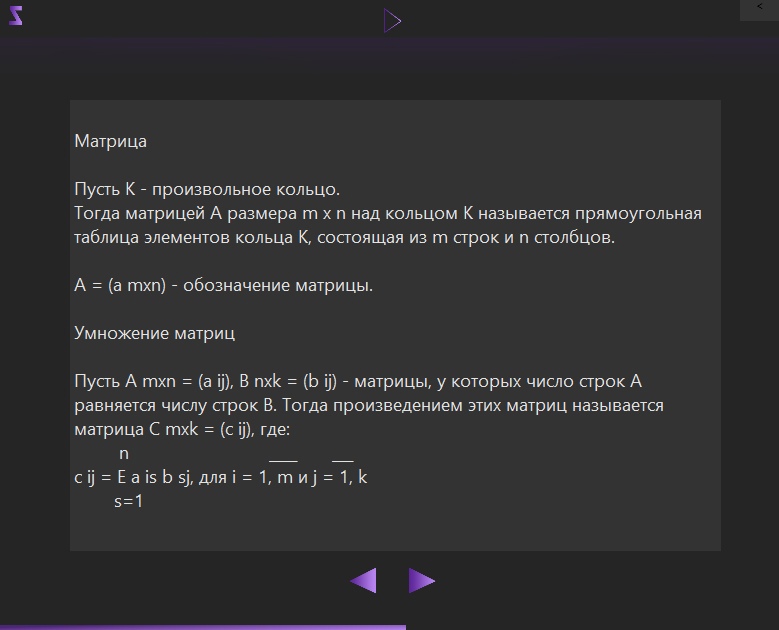 <
Матрица
Пусть K - произвольное кольцо.
Тогда матрицей A размера m x n над кольцом K называется прямоугольная
таблица элементов кольца K, состоящая из m строк и n столбцов.
A = (a mxn) - обозначение матрицы.
Умножение матриц
Пусть A mxn = (a ij), B nxk = (b ij) - матрицы, у которых число строк A
равняется числу строк B. Тогда произведением этих матриц называется
матрица C mxk = (c ij), где:
n ___ __
c ij = E a is b sj, для i = 1, m и j = 1, k
s=1